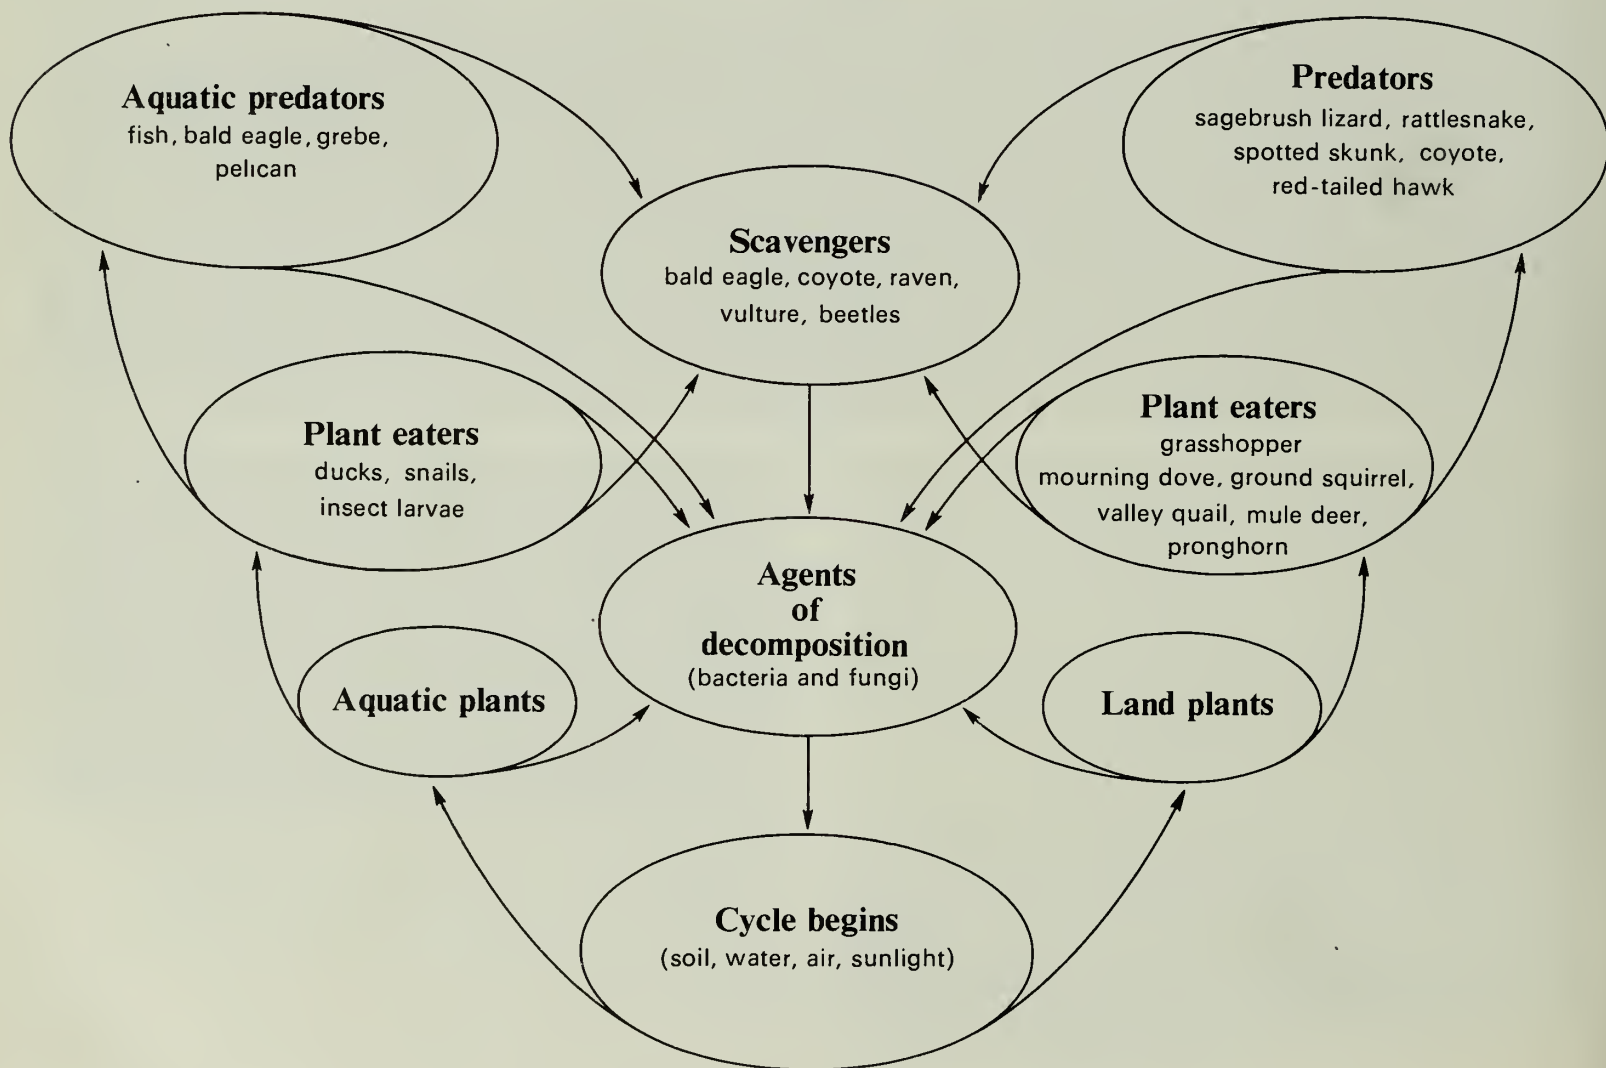 Aquatic predators
fish, bald eagle, grebe,
pelican
Predators
sagebrush lizard, rattlesnake,
spotted skunk, coyote,
red-tailed hawk
Scavengers
bald eagle, coyote, raven,
vulture, beetles
Plant eaters
ducks, snails,
insect larvae
Plant eaters
grasshopper
mourning dove, ground squirrel,
valley quail, mule deer,
pronghorn
Agents
of
decomposition
(bacteria and fungi)
Aquatic plants
Land plants
Cycle begins
(soil, water, air, sunlight)